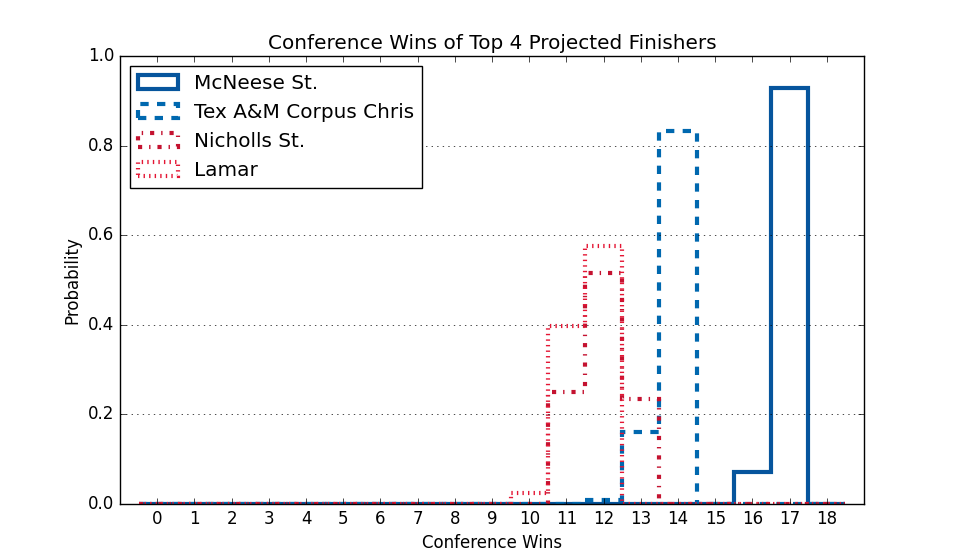 Conference Wins of Top 4 Projected Finishers
McNeese St.
Tex A&M Corpus Chris
Nicholls St.
Lamar
Probability
1.0
0.8
0.6
0.4
0.2
0.0
0 1 2 3 4 5 6 7 8 9 10 11 12 13 14 15 16 17 18
Conference Wins